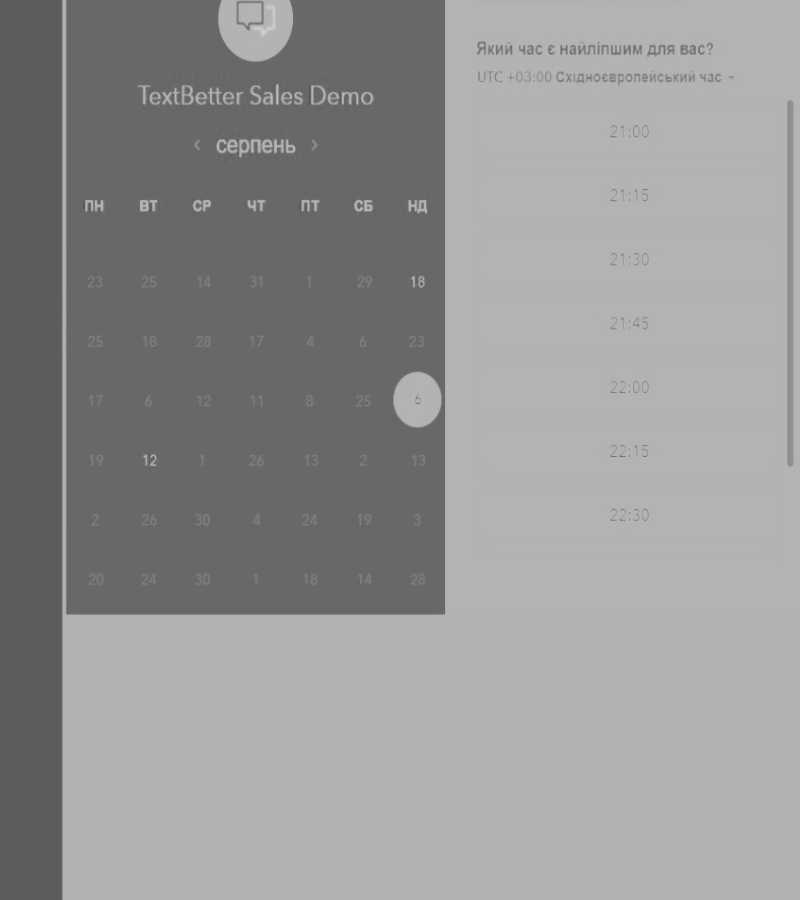 TextBetter Sales Demo
‹ серпень ›
ПН ВТ СР ЧТ ПТ СБ НД
23 25 14 31 1 29 18
25 18 28 17 4 6 23
17 6 12 11 8 25 6
19 12 1 26 13 2 13
2 26 30 4 24 19 3
20 24 30 1 18 14 28
Який час є найліпшим для вас?
UTC +03:00 Східноєвропейський час
21:00
21:15
21:30
21:45
22:00
22:15
22:30